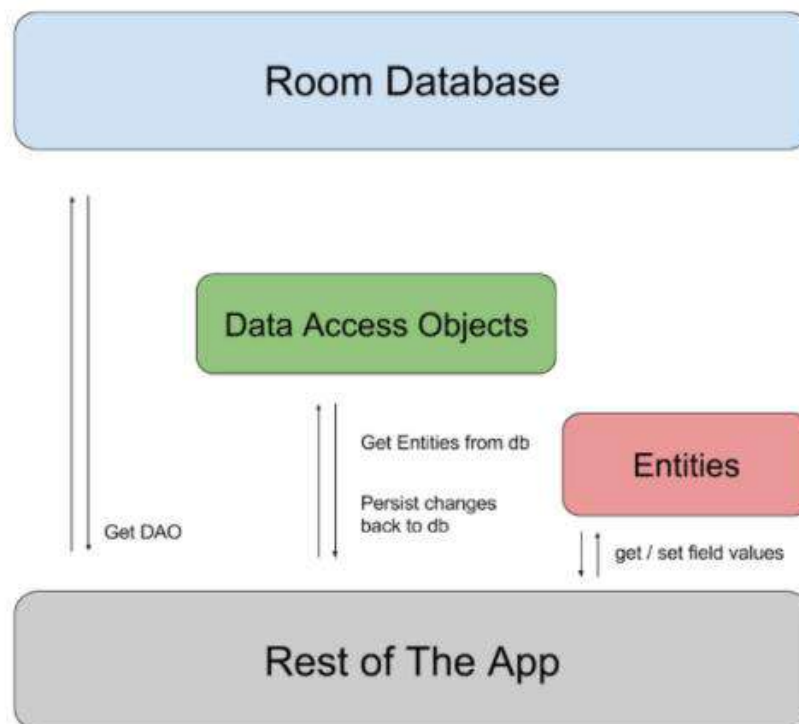 Room Database
Data Access Objects
Get Entities from db
Entities
Persist changes
back to db
Get DAO
get / set field values
Rest of The App